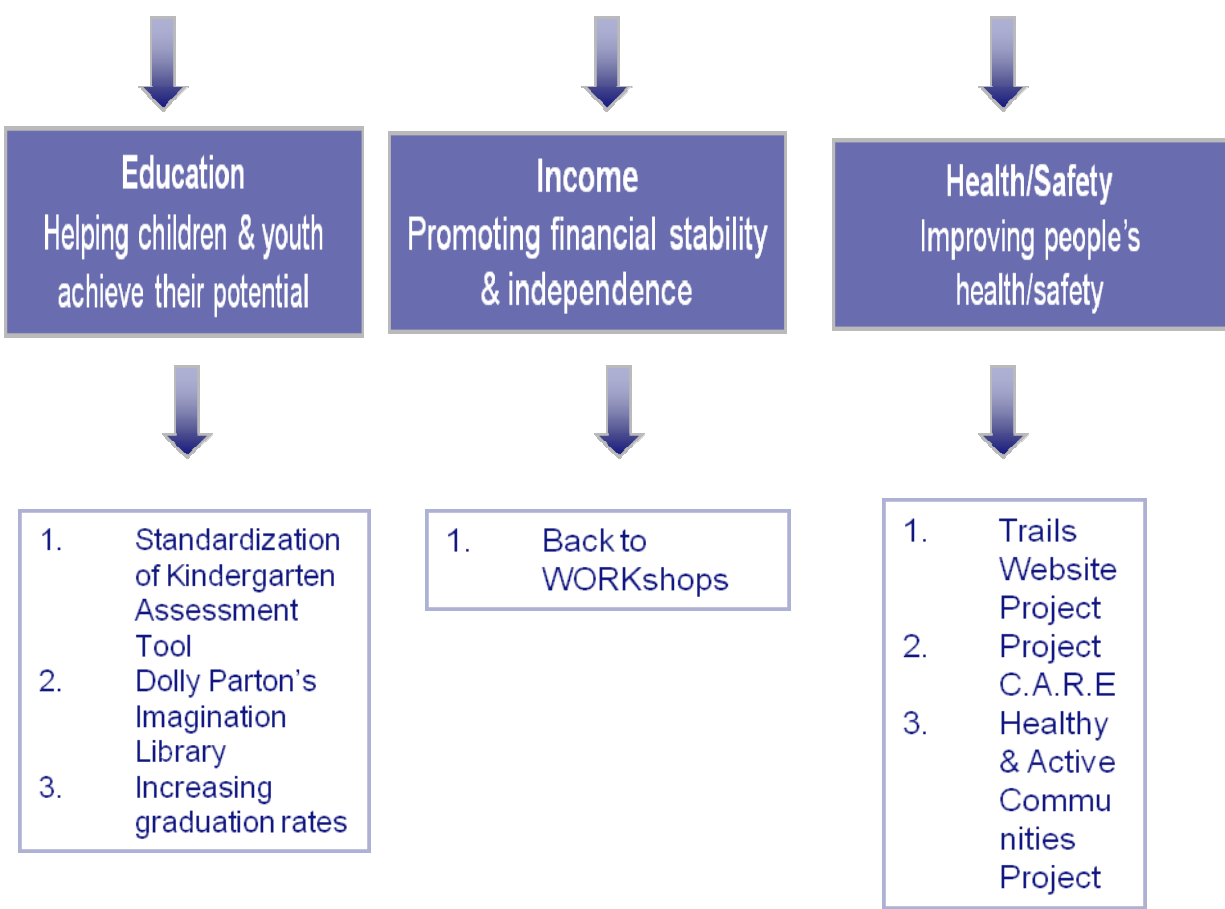 Education
Helping children & youth
achieve their potential
Income
Promoting financial stability
& independence
Health/Safety
Improving people's
health/safety
1. Standardization
of Kindergarten
Assessment
Tool
2. Dolly Parton's
Imagination
Library
3. Increasing
graduation rates
1. Back to
WORKshops
1. Trails
Website
Project
2. Project
C.A.R.E
3. Healthy
& Active
Commu
nities
Project